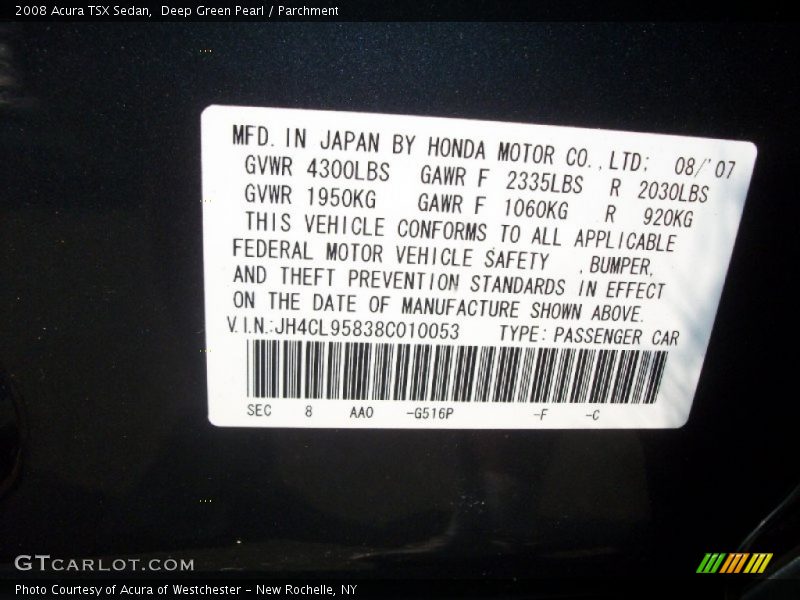 2008 Acura TSX Sedan,  Deep Green Pearl / Parchment
MFD. IN JAPAN BY HONDA MOTOR CO., LTD; 08/'07
GVWR 4300LBS GAWR F 2335LBS R 2030LBS
GVWR 1950KG GAWR F 1060KG R 920KG
THIS VEHICLE CONFORMS TO ALL APPLICABLE
FEDERAL MOTOR VEHICLE SAFETY , BUMPER,
AND THEFT PREVENTION STANDARDS IN EFFECT
ON THE DATE OF MANUFACTURE SHOWN ABOVE.
V.I.N.:JH4CL95838C010053 TYPE: PASSENGER CAR
SEC 8 AAO -G516P -F -C
GTCARLOT.COM
Photo Courtesy of Acura of Westchester - New Rochelle, NY